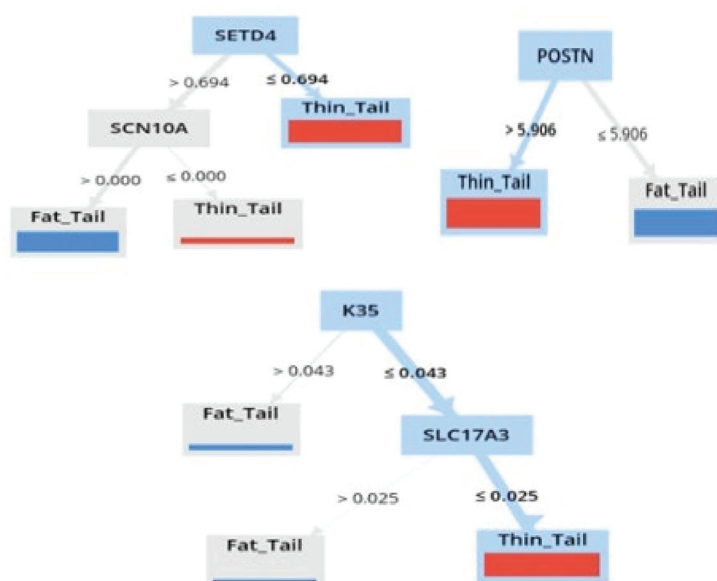 SETD4
> 0.694
≤ 0.694
SCN10A
Thin_Tail
> 0.000
≤ 0.000
Fat_Tail
Thin_Tail
POSTN
> 5.906
≤ 5.906
Thin_Tail
Fat_Tail
K35
> 0.043
≤ 0.043
Fat_Tail
SLC17A3
> 0.025
≤ 0.025
Fat_Tail
Thin_Tail